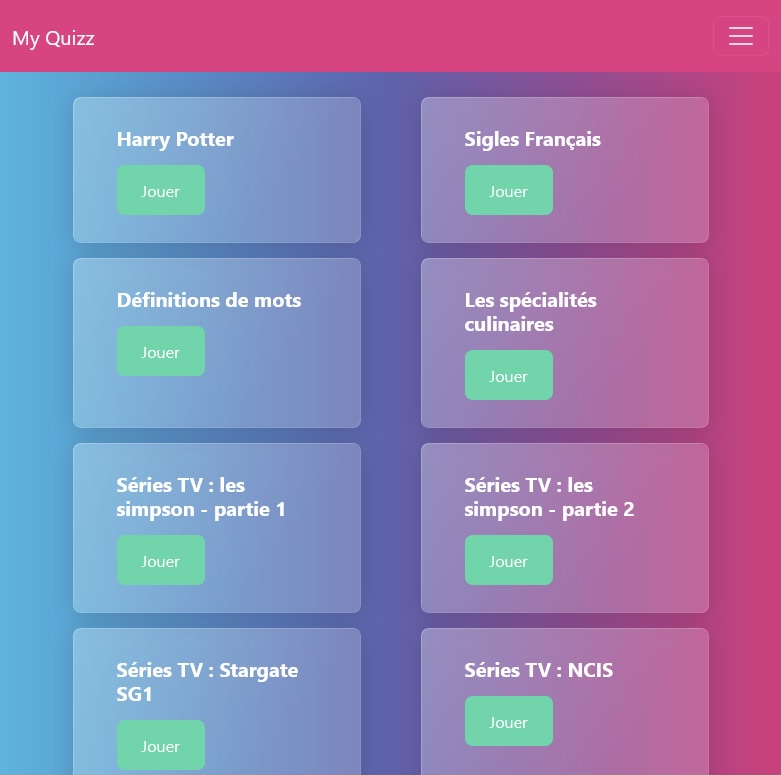 My Quizz
Harry Potter
Jouer
Sigles Français
Jouer
Définitions de mots
Jouer
Les spécialités
culinaires
Jouer
Séries TV : les
simpson - partie 1
Jouer
Séries TV : les
simpson - partie 2
Jouer
Séries TV : Stargate
SG1
Jouer
Séries TV : NCIS
Jouer